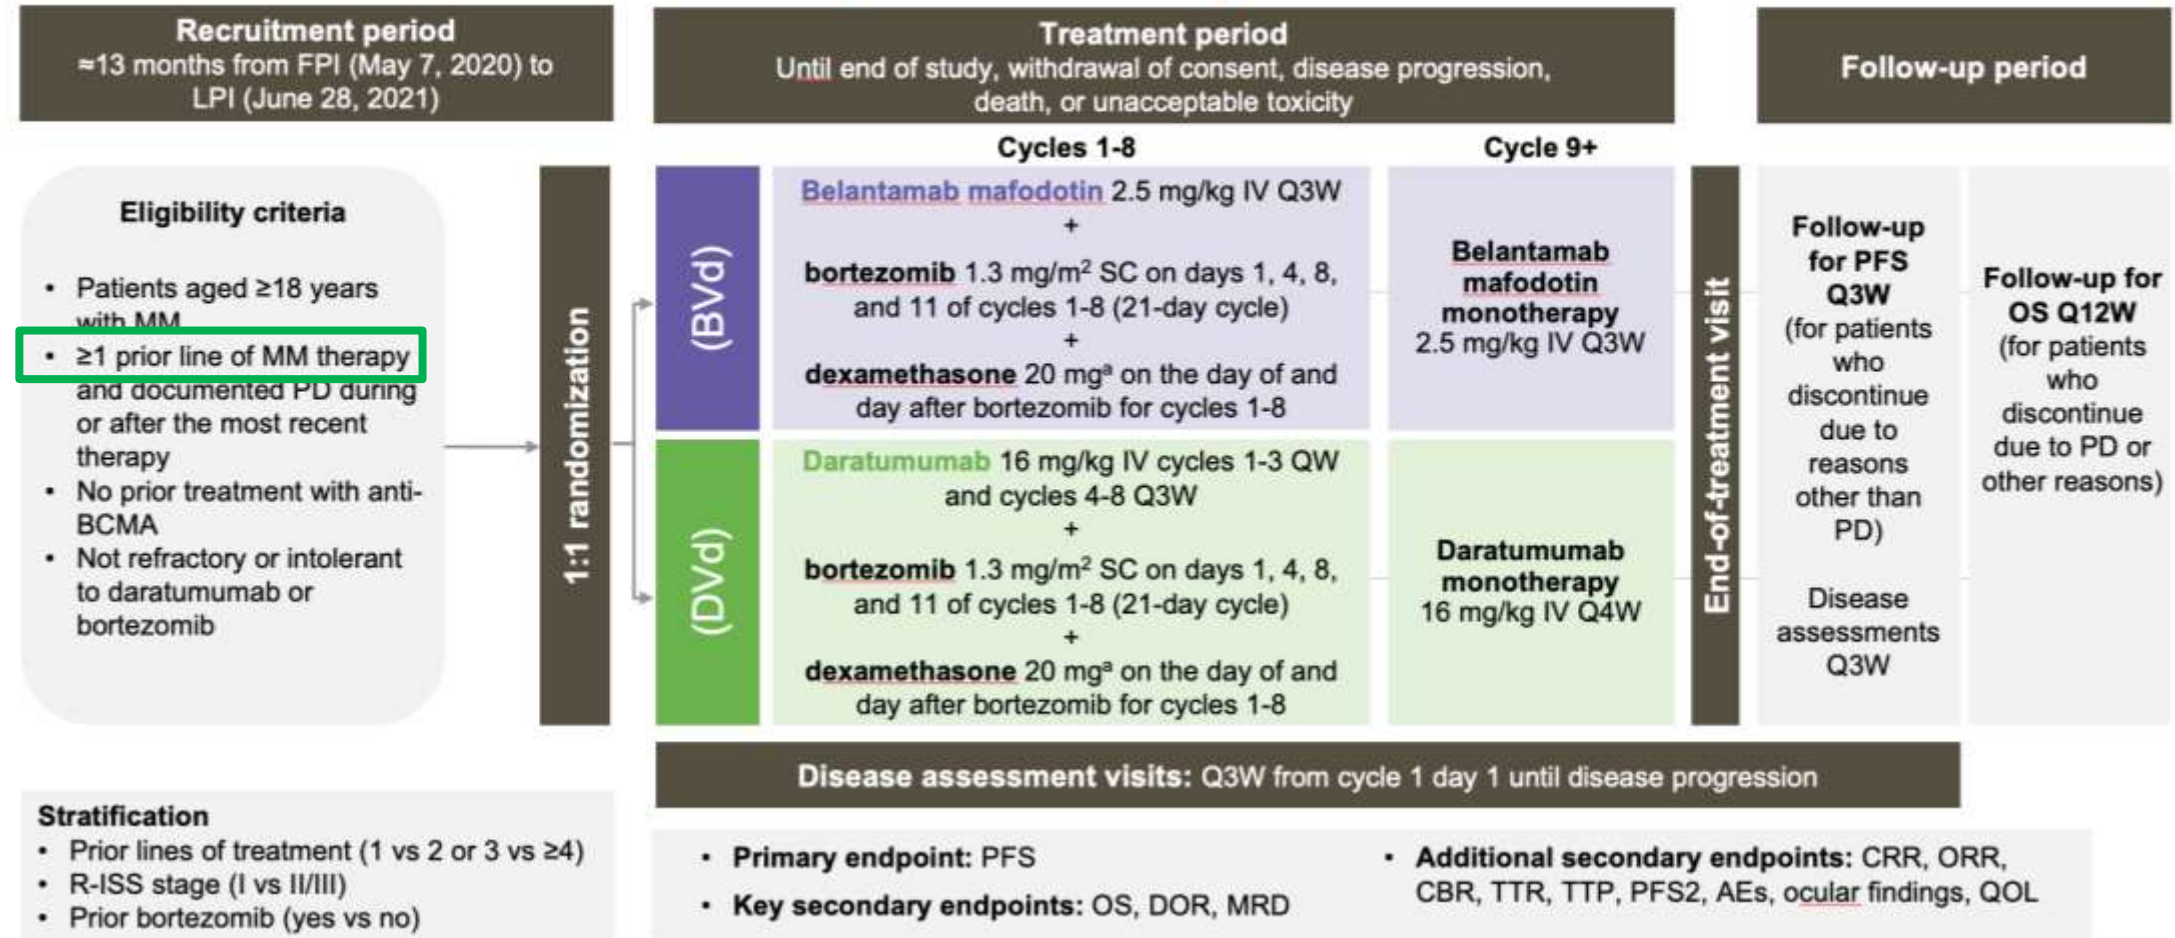 Recruitment period
≈13 months from FPI (May 7, 2020) to
LPI (June 28, 2021)
Treatment period
Until end of study, withdrawal of consent, disease progression,
death, or unacceptable toxicity
Follow-up period
Eligibility criteria
• Patients aged ≥18 years
with MM
• ≥1 prior line of MM therapy
and documented PD during
or after the most recent
therapy
• No prior treatment with anti-
BCMA
• Not refractory or intolerant
to daratumumab or
bortezomib
1:1 randomization
Cycles 1-8
Cycle 9+
(BVd)
Belantamab mafodotin 2.5 mg/kg IV Q3W
+
bortezomib 1.3 mg/m² SC on days 1, 4, 8,
and 11 of cycles 1-8 (21-day cycle)
+
dexamethasone 20 mgª on the day of and
day after bortezomib for cycles 1-8
Belantamab
mafodotin
monotherapy
2.5 mg/kg IV Q3W
(DVd)
Daratumumab 16 mg/kg IV cycles 1-3 QW
and cycles 4-8 Q3W
+
bortezomib 1.3 mg/m² SC on days 1, 4, 8,
and 11 of cycles 1-8 (21-day cycle)
+
dexamethasone 20 mgª on the day of and
day after bortezomib for cycles 1-8
Daratumumab
monotherapy
16 mg/kg IV Q4W
End-of-treatment visit
Follow-up
for PFS
Q3W
(for patients
who
discontinue
due to
reasons
other than
PD)
Disease
assessments
Q3W
Follow-up for
OS Q12W
(for patients
who
discontinue
due to PD or
other reasons)
Disease assessment visits: Q3W from cycle 1 day 1 until disease progression
Stratification
• Prior lines of treatment (1 vs 2 or 3 vs ≥4)
• R-ISS stage (I vs II/III)
• Prior bortezomib (yes vs no)
• Primary endpoint: PFS
• Key secondary endpoints: OS, DOR, MRD
• Additional secondary endpoints: CRR, ORR,
CBR, TTR, TTP, PFS2, AEs, ocular findings, QOL